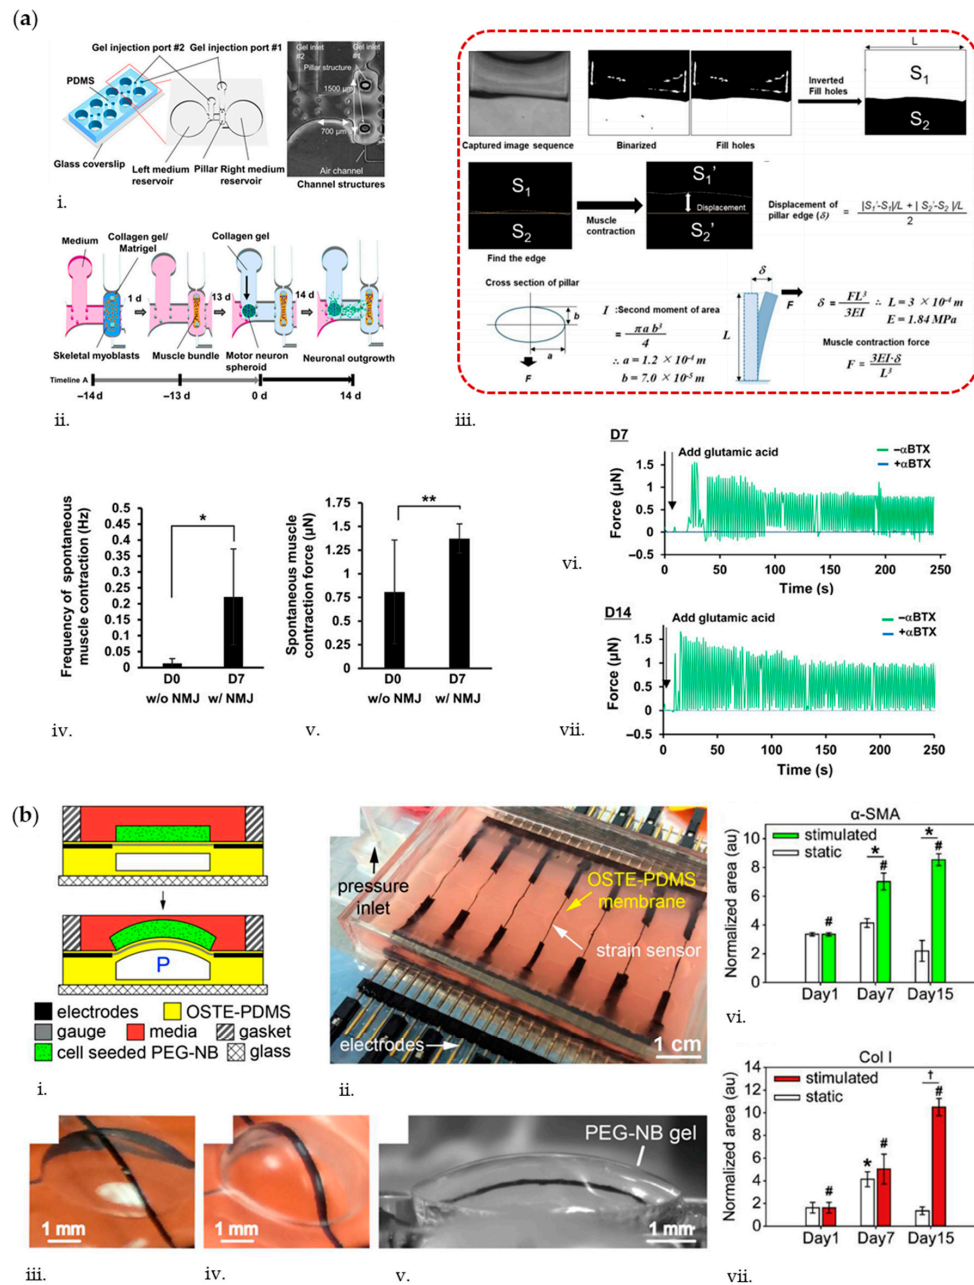 (a)
Gel injection port #2 Gel injection port #1
PDMS
Glass coverslip
Left medium reservoir
Pillar
Right medium reservoir
Gel inlet #2
Gel inlet #1
Pillar structure
1500 μm
700 μm
Air channel
Channel structures
i.
Medium
Collagen gel/
Matrigel
Collagen gel
1 d
13 d
14 d
Skeletal myoblasts
Muscle bundle
Motor neuron
spheroid
Neuronal outgrowth
Timeline A
–14 d
–13 d
0 d
14 d
ii.
Captured image sequence
Binarized
Fill holes
Inverted
Fill holes
L
S1
S2
S1
S2
Find the edge
Muscle
contraction
S1’
Displacement
S2’
Displacement of
pillar edge (δ)
= |S1’-S1|/L + | S2’-S2 |/L
2
Cross section of pillar
b
a
F
I :Second moment of area
= π a b³
4
∴ a = 1.2 × 10⁻⁴ m
b = 7.0 × 10⁻⁵ m
δ
F
L
δ = FL³
3EI
∴ L = 3 × 10⁻⁴ m
E = 1.84 MPa
Muscle contraction force
F = 3EI·δ
L³
iii.
Frequency of spontaneous
muscle contraction (Hz)
0.5
0.45
0.4
0.35
0.3
0.25
0.2
0.15
0.1
0.05
0
*
D0
w/o NMJ
D7
w/ NMJ
iv.
Spontaneous muscle
contraction force (μN)
1.75
1.5
1.25
1
0.75
0.5
0.25
0
**
D0
w/o NMJ
D7
w/ NMJ
v.
D7
Add glutamic acid
–αBTX
+αBTX
Force (μN)
1.5
1
0.5
0
–0.5
0 50 100 150 200 250
Time (s)
vi.
D14
Add glutamic acid
–αBTX
+αBTX
Force (μN)
1.5
1
0.5
0
–0.5
0 50 100 150 200 250
Time (s)
vii.
(b)
P
electrodes
OSTE-PDMS
gauge
media
gasket
cell seeded PEG-NB
glass
i.
pressure
inlet
OSTE-PDMS
membrane
strain sensor
electrodes
1 cm
ii.
1 mm
iii.
1 mm
iv.
PEG-NB gel
1 mm
v.
α-SMA
stimulated
static
Normalized area (au)
10
8
6
4
2
0
#
*
#
*
#
Day1 Day7 Day15
vi.
Col I
stimulated
static
Normalized area (au)
14
12
10
8
6
4
2
0
#
*
#
†
#
Day1 Day7 Day15
vii.